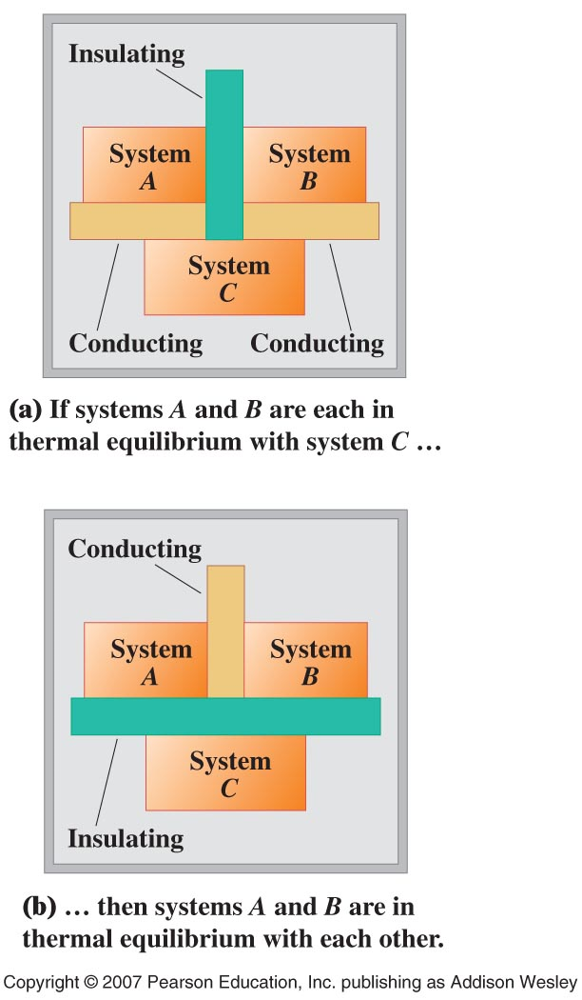 Insulating
System
A
System
B
System
C
Conducting
Conducting
(a) If systems A and B are each in
thermal equilibrium with system C …
Conducting
System
A
System
B
System
C
Insulating
(b) … then systems A and B are in
thermal equilibrium with each other.
Copyright © 2007 Pearson Education, Inc. publishing as Addison Wesley